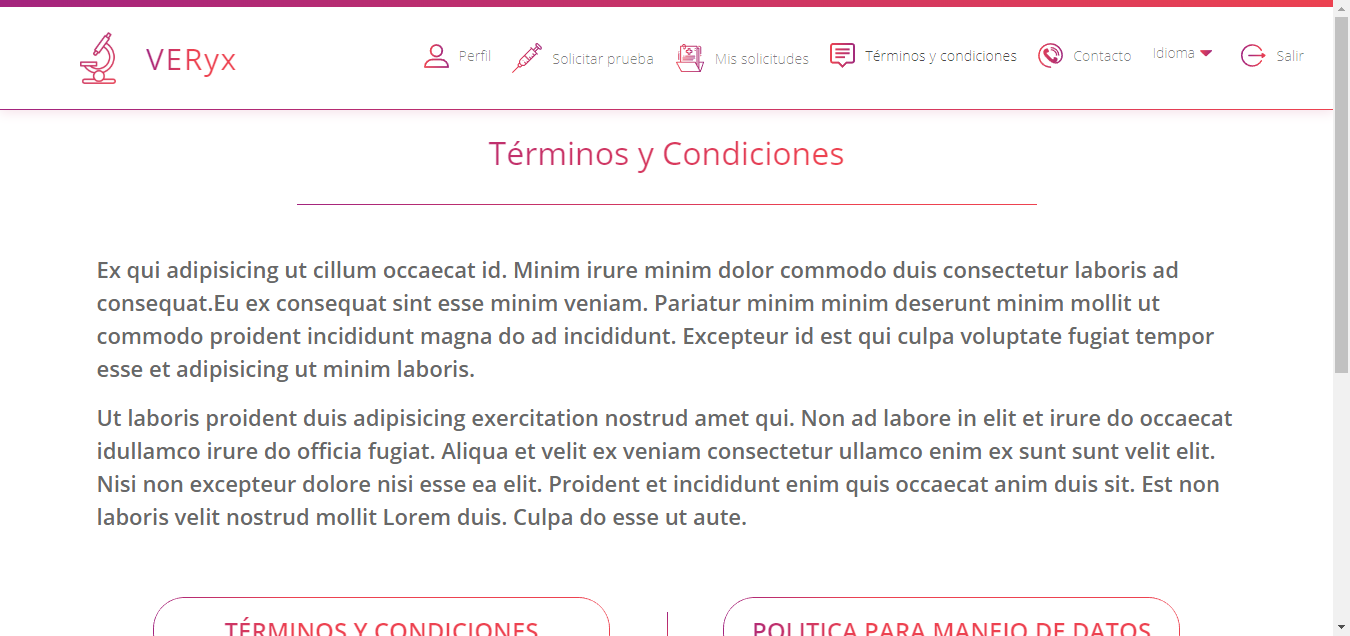 VERyx
Perfil
Solicitar prueba
Mis solicitudes
Términos y condiciones
Contacto
Idioma
Salir
Términos y Condiciones
Ex qui adipisicing ut cillum occaecat id. Minim irure minim dolor commodo duis consectetur laboris ad
consequat.Eu ex consequat sint esse minim veniam. Pariatur minim minim deserunt minim mollit ut
commodo proident incididunt magna do ad incididunt. Excepteur id est qui culpa voluptate fugiat tempor
esse et adipisicing ut minim laboris.
Ut laboris proident duis adipisicing exercitation nostrud amet qui. Non ad labore in elit et irure do occaecat
idullamco irure do officia fugiat. Aliqua et velit ex veniam consectetur ullamco enim ex sunt sunt velit elit.
Nisi non excepteur dolore nisi esse ea elit. Proident et incididunt enim quis occaecat anim duis sit. Est non
laboris velit nostrud mollit Lorem duis. Culpa do esse ut aute.
TÉRMINOS Y CONDICIONES
POLITICA PARA MANEJO DE DATOS